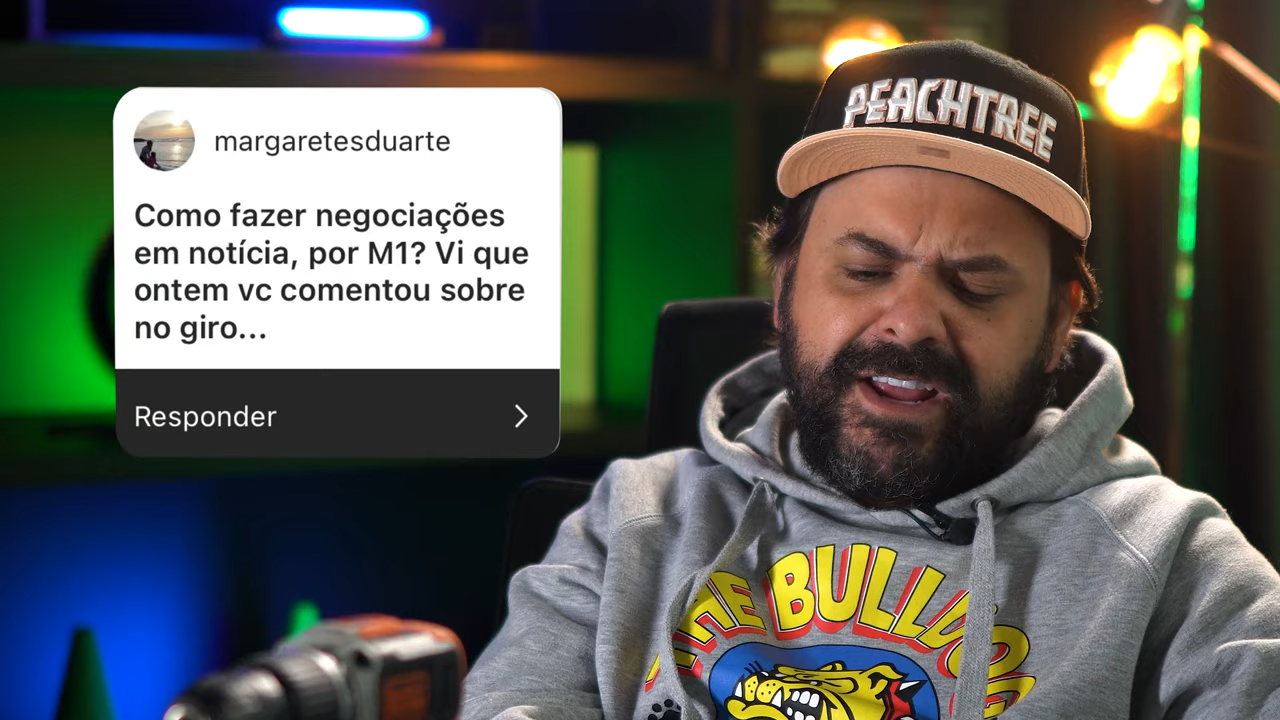 margaretesduarte
Como fazer negociações
em notícia, por M1? Vi que
ontem vc comentou sobre
no giro...
Responder
PEACHTREE
THE BULLDOG